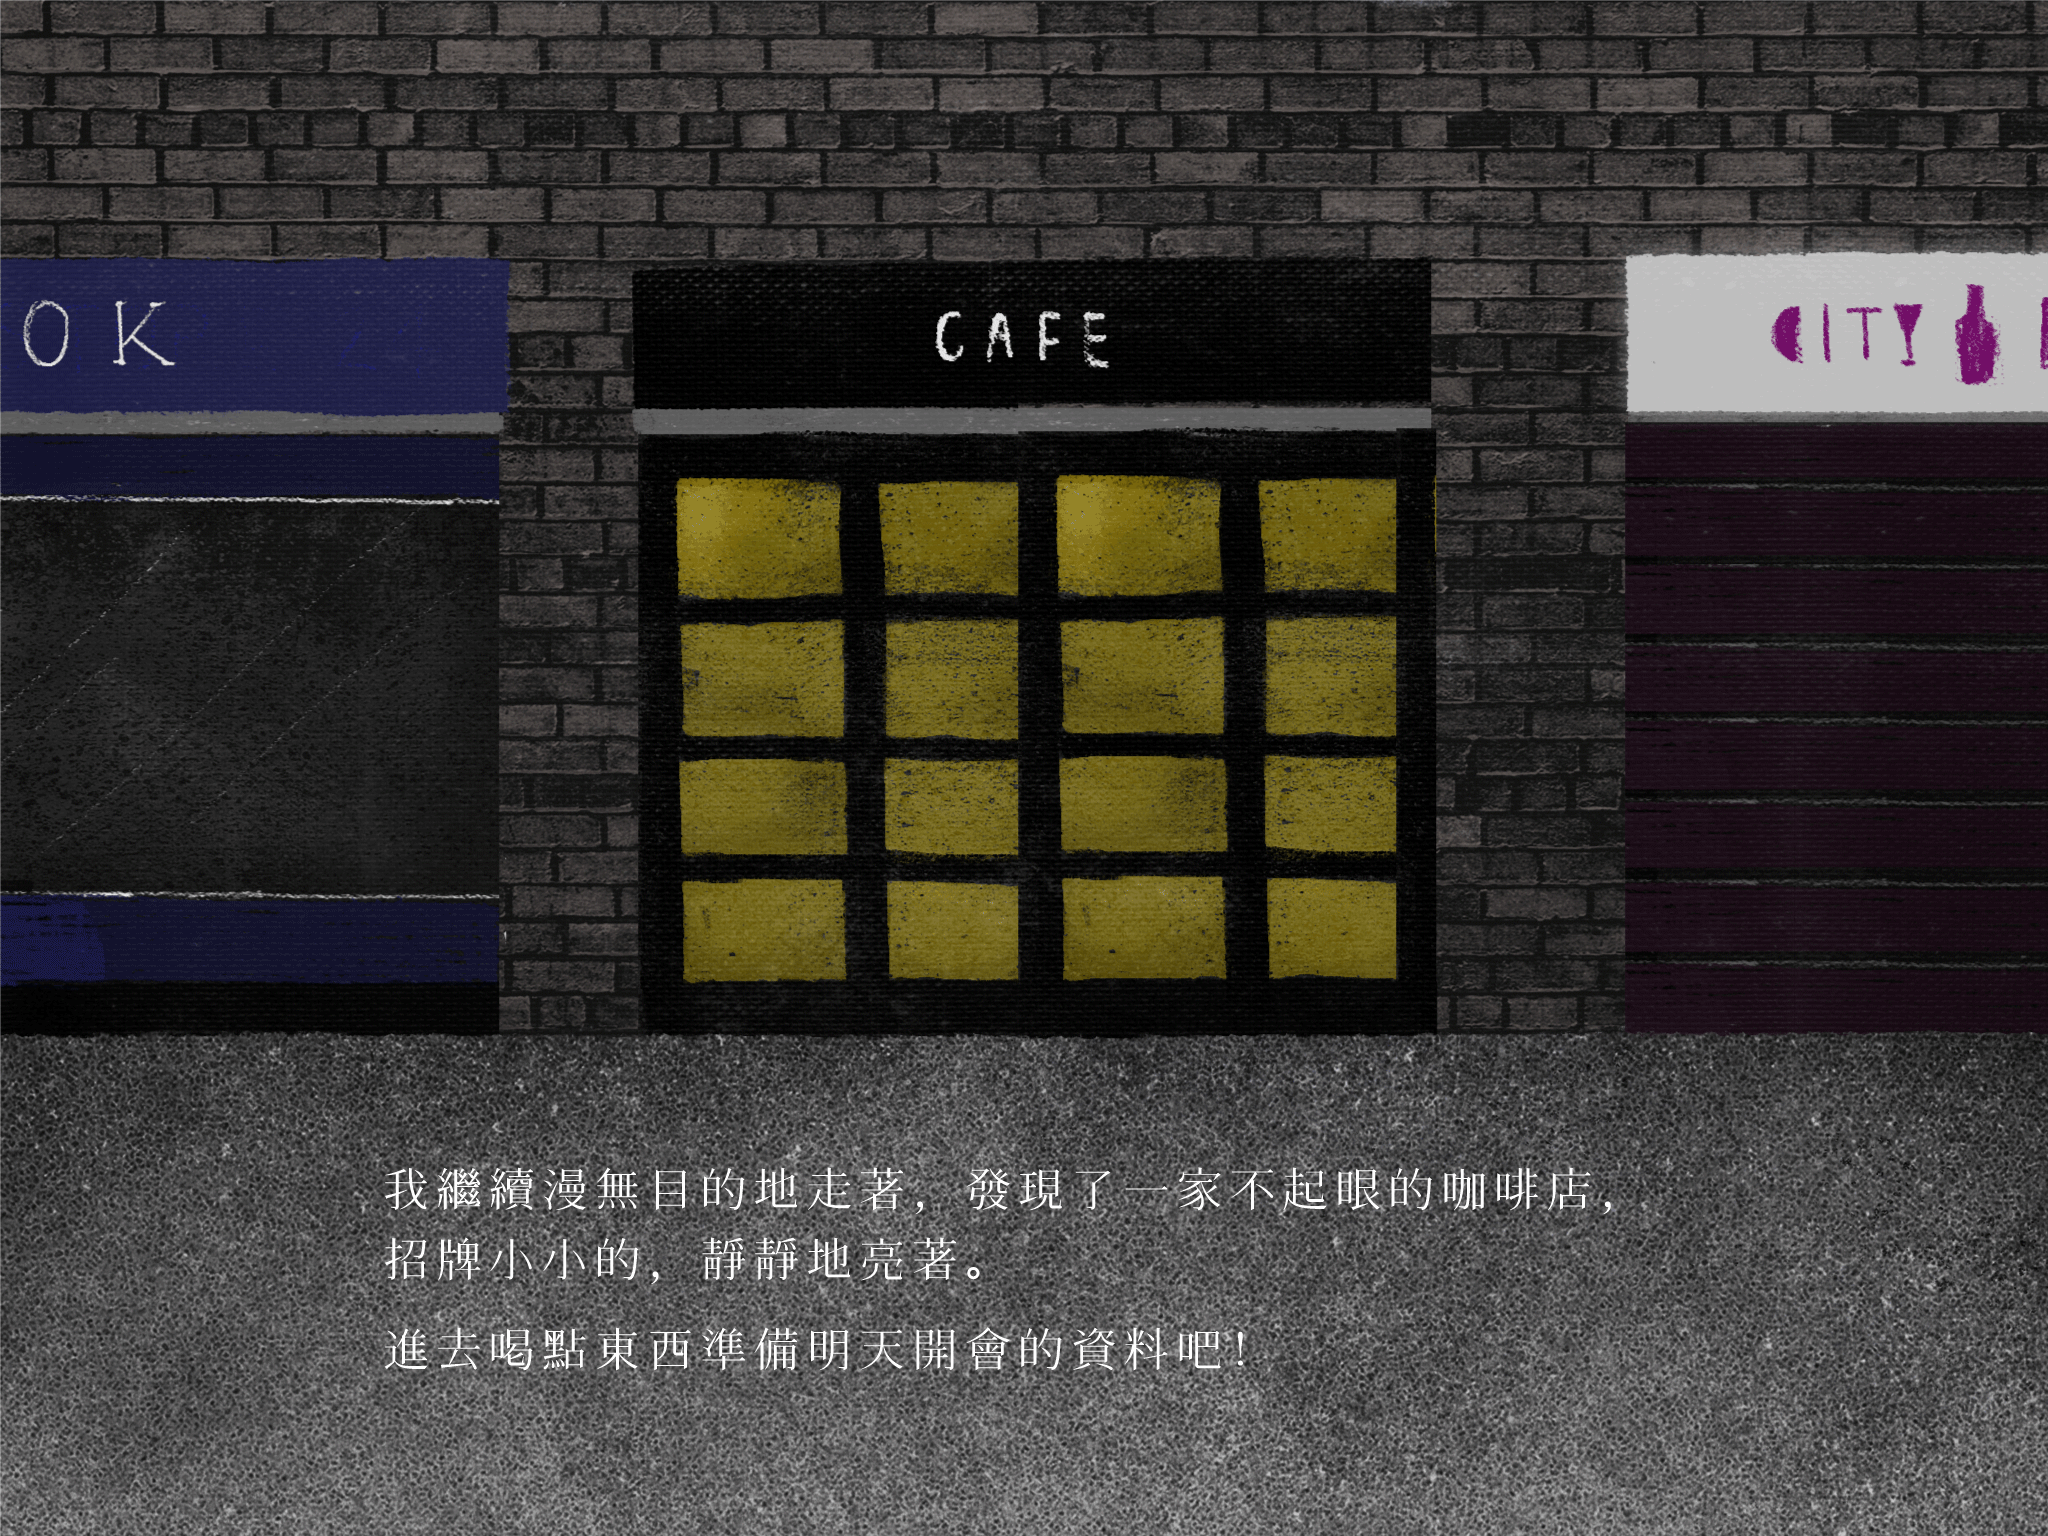 OK
CAFE
CITY
我繼續漫無目的地走著，發現了一家不起眼的咖啡店，
招牌小小的，靜靜地亮著。
進去喝點東西準備明天開會的資料吧！